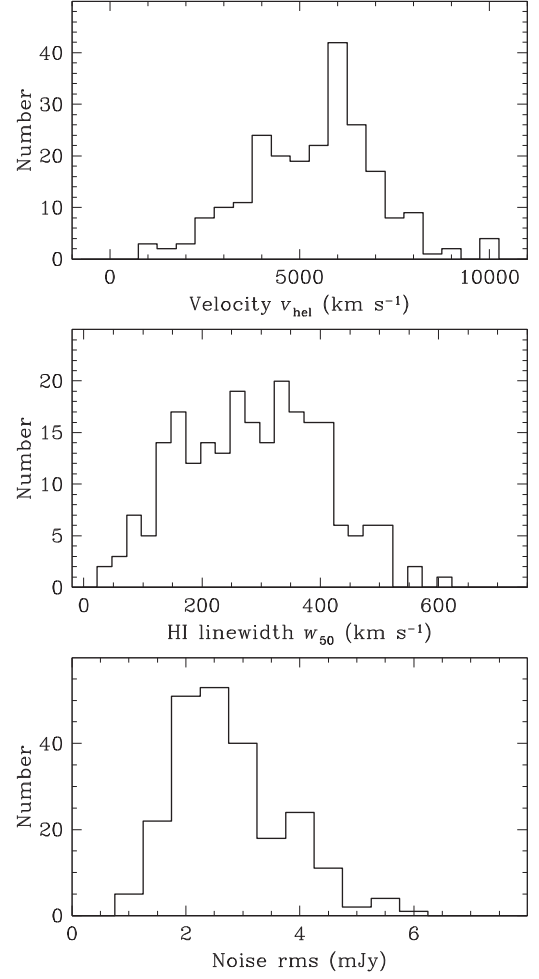 40
30
20
10
0
Number
0 5000 10000
Velocity v_hel (km s⁻¹)
20
15
10
5
0
Number
0 200 400 600
HI linewidth w_50 (km s⁻¹)
40
20
0
Number
0 2 4 6
Noise rms (mJy)